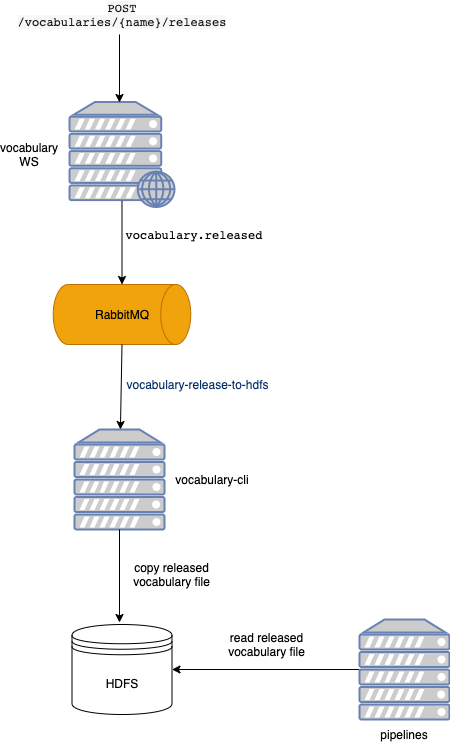 POST
/vocabularies/{name}/releases
vocabulary
WS
vocabulary.released
RabbitMQ
vocabulary-release-to-hdfs
vocabulary-cli
copy released
vocabulary file
read released
vocabulary file
HDFS
pipelines